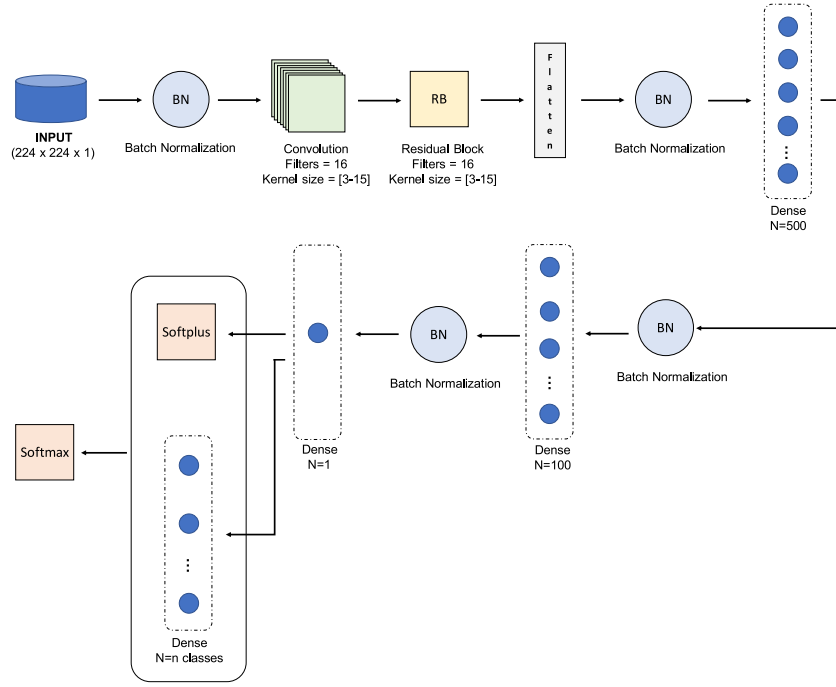 INPUT
(224 x 224 x 1)
BN
Batch Normalization
Convolution
Filters = 16
Kernel size = [3-15]
RB
Residual Block
Filters = 16
Kernel size = [3-15]
Flatten
BN
Batch Normalization
Dense
N=500
BN
Batch Normalization
Dense
N=100
BN
Batch Normalization
Dense
N=1
Softplus
Dense
N=n classes
Softmax